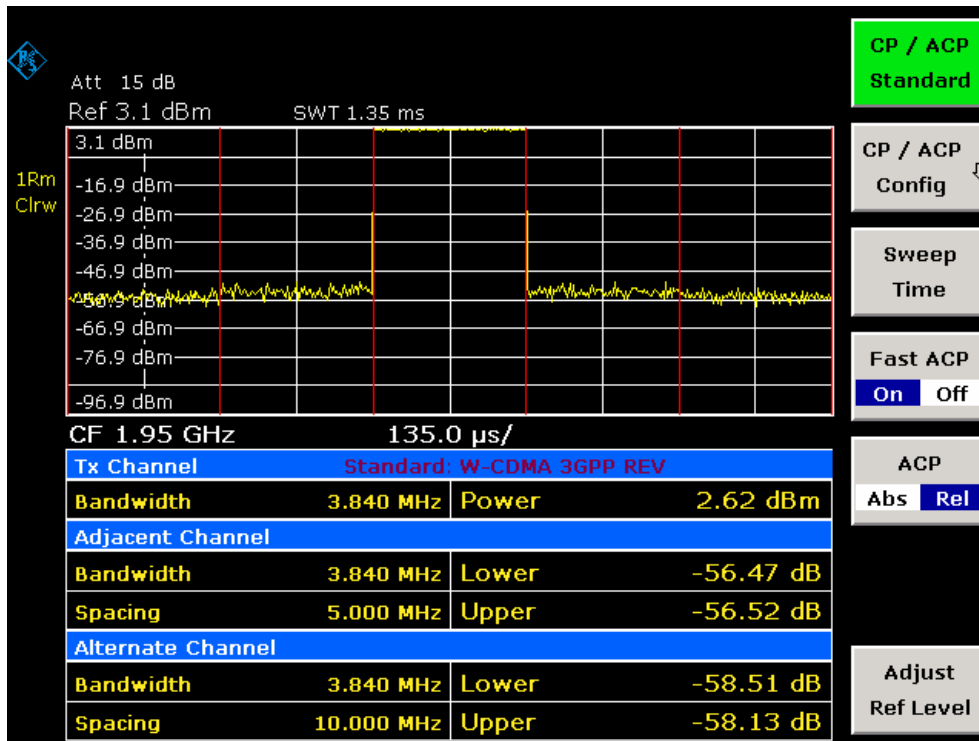 Att 15 dB
Ref 3.1 dBm SWT 1.35 ms
3.1 dBm
1Rm
Clrw
-16.9 dBm
-26.9 dBm
-36.9 dBm
-46.9 dBm
-56.9 dBm
-66.9 dBm
-76.9 dBm
-96.9 dBm
CF 1.95 GHz 135.0 µs/
Tx Channel Standard: W-CDMA 3GPP REV
Bandwidth 3.840 MHz Power 2.62 dBm
Adjacent Channel
Bandwidth 3.840 MHz Lower -56.47 dB
Spacing 5.000 MHz Upper -56.52 dB
Alternate Channel
Bandwidth 3.840 MHz Lower -58.51 dB
Spacing 10.000 MHz Upper -58.13 dB
CP / ACP
Standard
CP / ACP
Config
Sweep
Time
Fast ACP
On Off
ACP
Abs Rel
Adjust
Ref Level